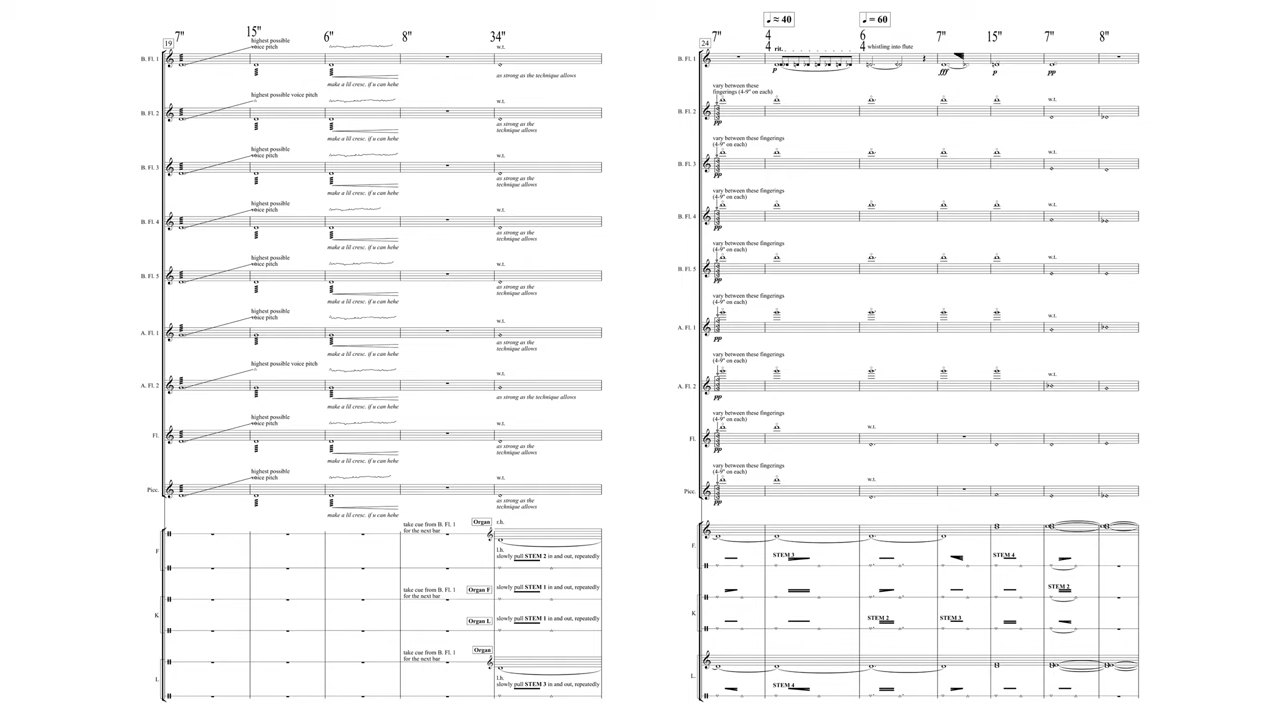 7" 15" 6" 8" 34"
19
B. Fl. 1
highest possible
voice pitch
w.t.
make a lil cresc. if u can hehe
as strong as the technique allows
B. Fl. 2
highest possible voice pitch
w.t.
make a lil cresc. if u can hehe
as strong as the
technique allows
B. Fl. 3
highest possible
voice pitch
w.t.
make a lil cresc. if u can hehe
as strong as the
technique allows
B. Fl. 4
highest possible
voice pitch
w.t.
make a lil cresc. if u can hehe
as strong as the
technique allows
B. Fl. 5
highest possible
voice pitch
w.t.
make a lil cresc. if u can hehe
as strong as the
technique allows
A. Fl. 1
highest possible
voice pitch
w.t.
make a lil cresc. if u can hehe
as strong as the
technique allows
A. Fl. 2
highest possible voice pitch
w.t.
make a lil cresc. if u can hehe
as strong as the technique allows
Fl.
highest possible
voice pitch
w.t.
make a lil cresc. if u can hehe
as strong as the
technique allows
Picc.
highest possible
voice pitch
w.t.
make a lil cresc. if u can hehe
as strong as the
technique allows
F
take cue from B. Fl. 1
for the next bar
Organ
r.h.
l.h.
slowly pull STEM 2 in and out, repeatedly
K
take cue from B. Fl. 1
for the next bar
Organ F
slowly pull STEM 1 in and out, repeatedly
Organ L
slowly pull STEM 1 in and out, repeatedly
take cue from B. Fl. 1
for the next bar
Organ
l.h.
slowly pull STEM 3 in and out, repeatedly
♩ ≈ 40 ♩ = 60
7" 4/4 6/4 7" 15" 7" 8"
24
B. Fl. 1
rit.
whistling into flute
p fff p pp
B. Fl. 2
vary between these
fingerings (4-9" on each)
w.t.
pp
B. Fl. 3
vary between these fingerings
(4-9" on each)
w.t.
pp
B. Fl. 4
vary between these fingerings
(4-9" on each)
w.t.
pp
B. Fl. 5
vary between these fingerings
(4-9" on each)
w.t.
pp
A. Fl. 1
vary between these fingerings
(4-9" on each)
w.t.
pp
A. Fl. 2
vary between these fingerings
(4-9" on each)
w.t.
pp
Fl.
vary between these fingerings
(4-9" on each)
w.t.
pp
Picc.
vary between these fingerings
(4-9" on each)
w.t.
pp
F.
STEM 3 STEM 4
K
STEM 2
STEM 2 STEM 3
L.
STEM 4